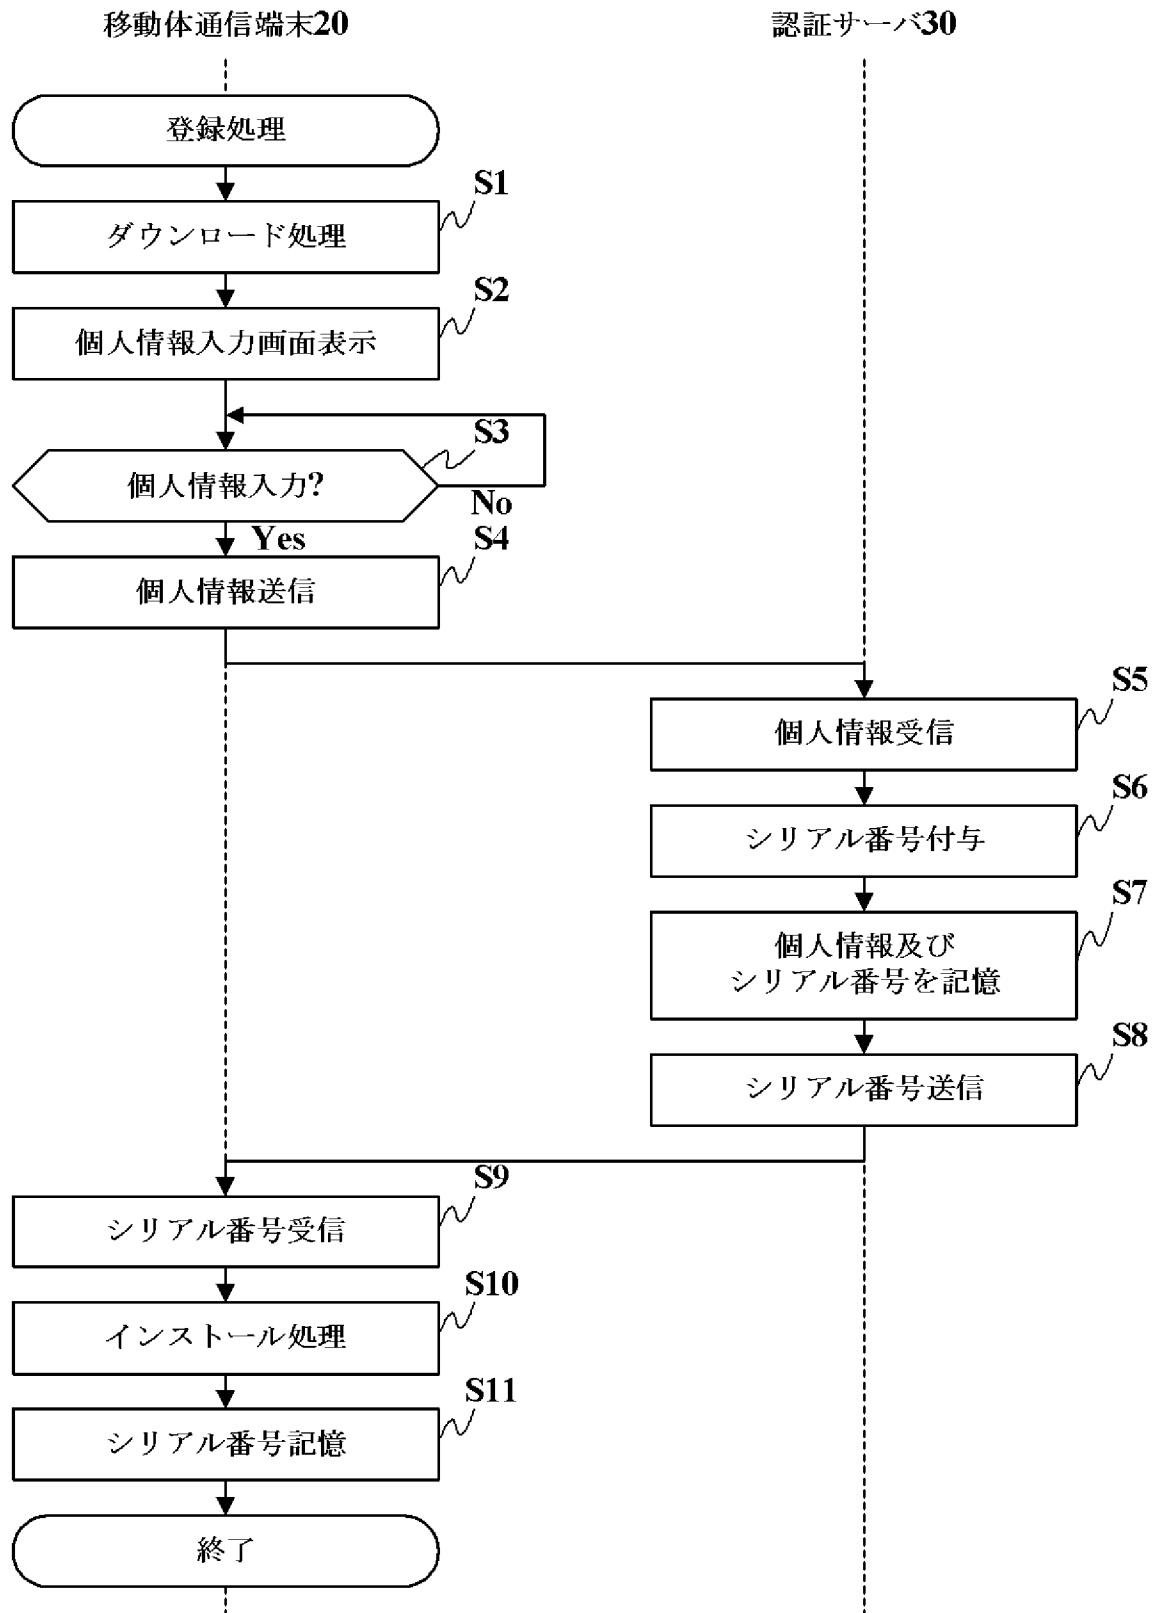 移動体通信端末20
認証サーバ30
登録処理
S1
ダウンロード処理
S2
個人情報入力画面表示
S3
個人情報入力?
No
Yes
S4
個人情報送信
S5
個人情報受信
S6
シリアル番号付与
S7
個人情報及び
シリアル番号を記憶
S8
シリアル番号送信
S9
シリアル番号受信
S10
インストール処理
S11
シリアル番号記憶
終了